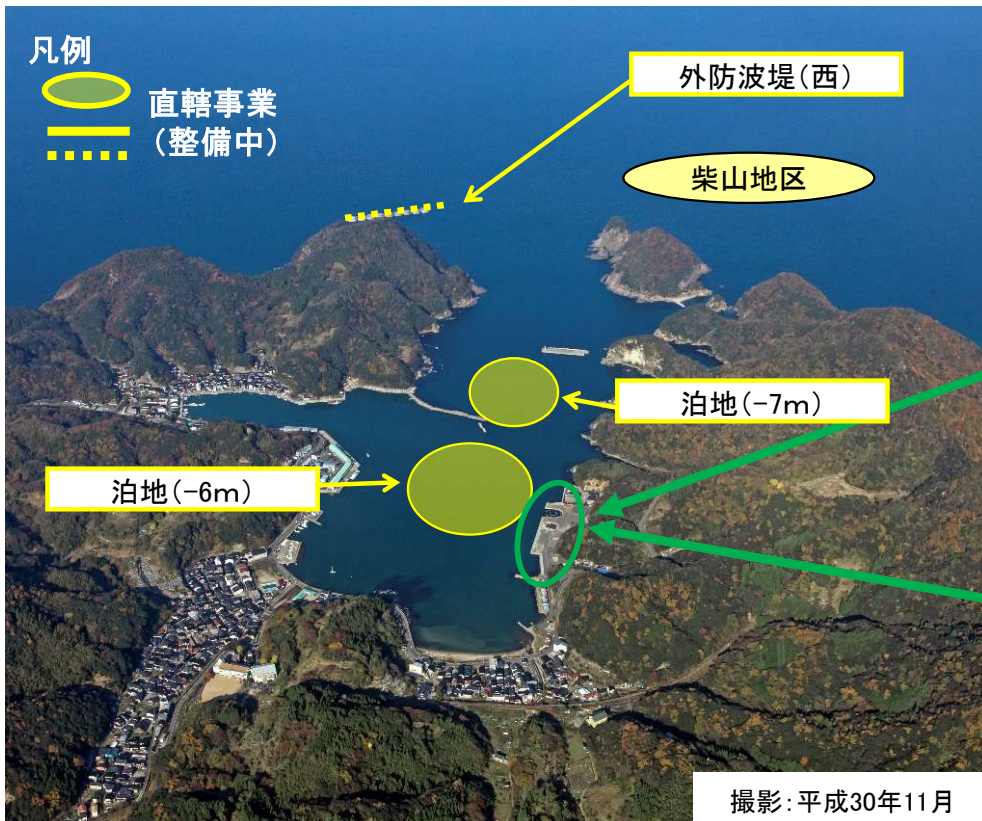 凡例
直轄事業
（整備中）
外防波堤（西）
柴山地区
泊地（-7ｍ）
泊地（-6ｍ）
撮影：平成30年11月